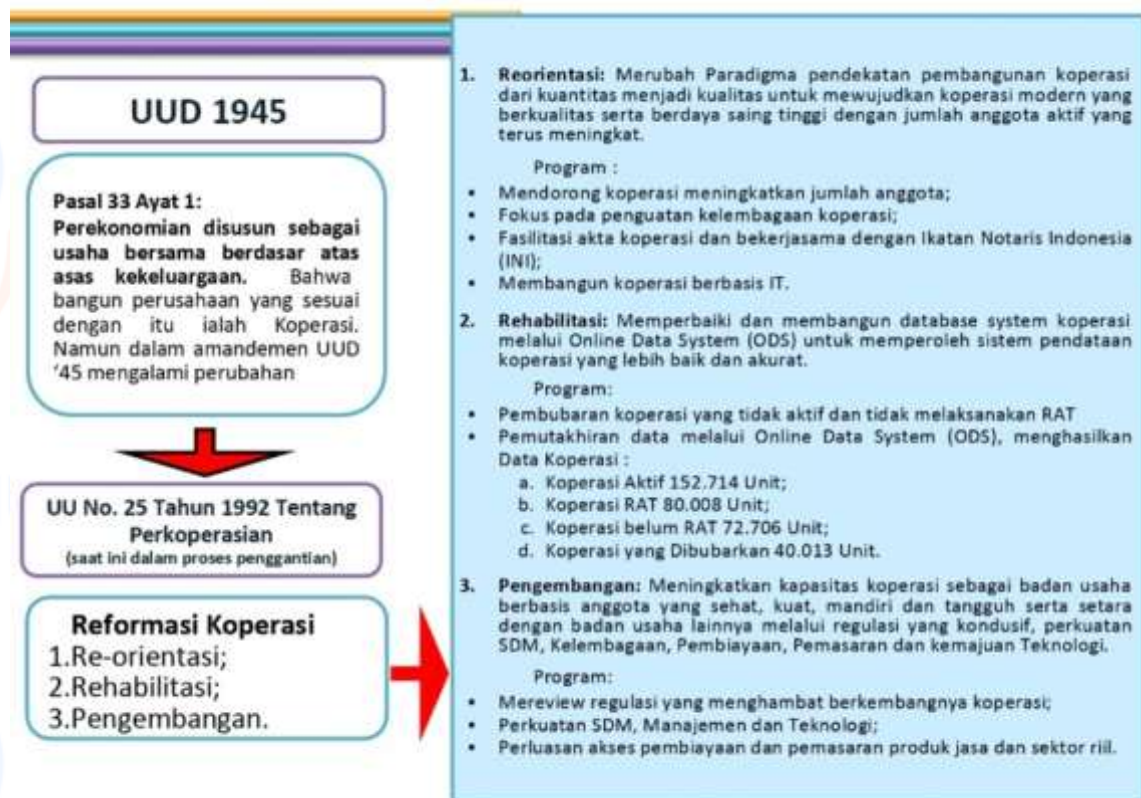 UUD 1945
Pasal 33 Ayat 1:
Perekonomian disusun sebagai
usaha bersama berdasar atas
asas kekeluargaan. Bahwa
bangun perusahaan yang sesuai
dengan itu ialah Koperasi.
Namun dalam amandemen UUD
'45 mengalami perubahan
UU No. 25 Tahun 1992 Tentang
Perkoperasian
(saat ini dalam proses penggantian)
Reformasi Koperasi
1.Re-orientasi;
2.Rehabilitasi;
3.Pengembangan.
1. Reorientasi: Merubah Paradigma pendekatan pembangunan koperasi
dari kuantitas menjadi kualitas untuk mewujudkan koperasi modern yang
berkualitas serta berdaya saing tinggi dengan jumlah anggota aktif yang
terus meningkat.
Program :
• Mendorong koperasi meningkatkan jumlah anggota;
• Fokus pada penguatan kelembagaan koperasi;
• Fasilitasi akta koperasi dan bekerjasama dengan Ikatan Notaris Indonesia
(INI);
• Membangun koperasi berbasis IT.
2. Rehabilitasi: Memperbaiki dan membangun database system koperasi
melalui Online Data System (ODS) untuk memperoleh sistem pendataan
koperasi yang lebih baik dan akurat.
Program:
• Pembubaran koperasi yang tidak aktif dan tidak melaksanakan RAT
• Pemutakhiran data melalui Online Data System (ODS), menghasilkan
Data Koperasi :
a. Koperasi Aktif 152.714 Unit;
b. Koperasi RAT 80.008 Unit;
c. Koperasi belum RAT 72.706 Unit;
d. Koperasi yang Dibubarkan 40.013 Unit.
3. Pengembangan: Meningkatkan kapasitas koperasi sebagai badan usaha
berbasis anggota yang sehat, kuat, mandiri dan tangguh serta setara
dengan badan usaha lainnya melalui regulasi yang kondusif, perkuatan
SDM, Kelembagaan, Pembiayaan, Pemasaran dan kemajuan Teknologi.
Program:
• Mereview regulasi yang menghambat berkembangnya koperasi;
• Perkuatan SDM, Manajemen dan Teknologi;
• Perluasan akses pembiayaan dan pemasaran produk jasa dan sektor riil.